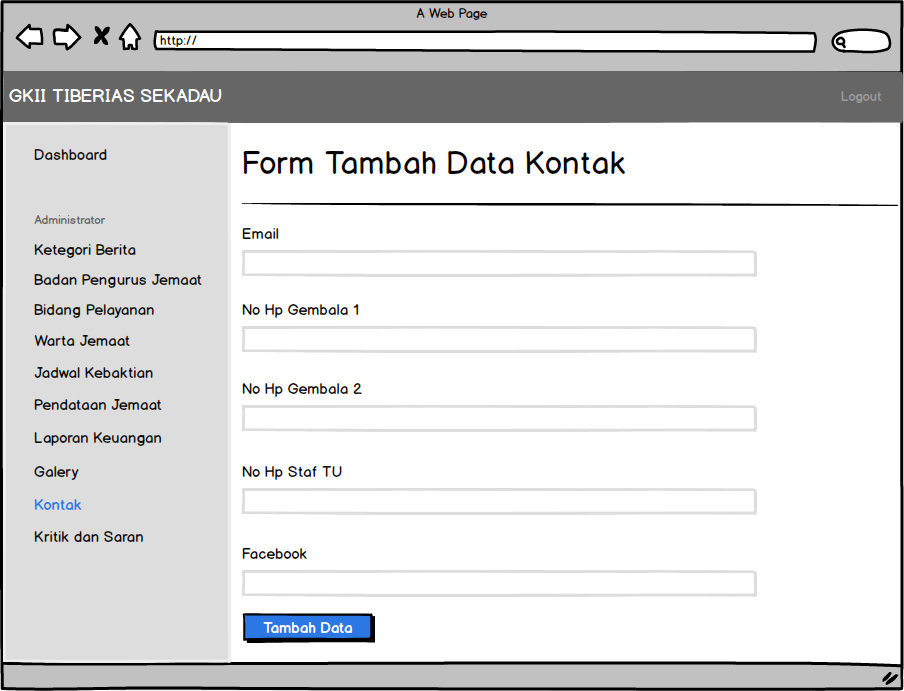 A Web Page
http://
GKII TIBERIAS SEKADAU
Logout
Dashboard
Administrator
Ketegori Berita
Badan Pengurus Jemaat
Bidang Pelayanan
Warta Jemaat
Jadwal Kebaktian
Pendataan Jemaat
Laporan Keuangan
Galery
Kontak
Kritik dan Saran
Form Tambah Data Kontak
Email
No Hp Gembala 1
No Hp Gembala 2
No Hp Staf TU
Facebook
Tambah Data